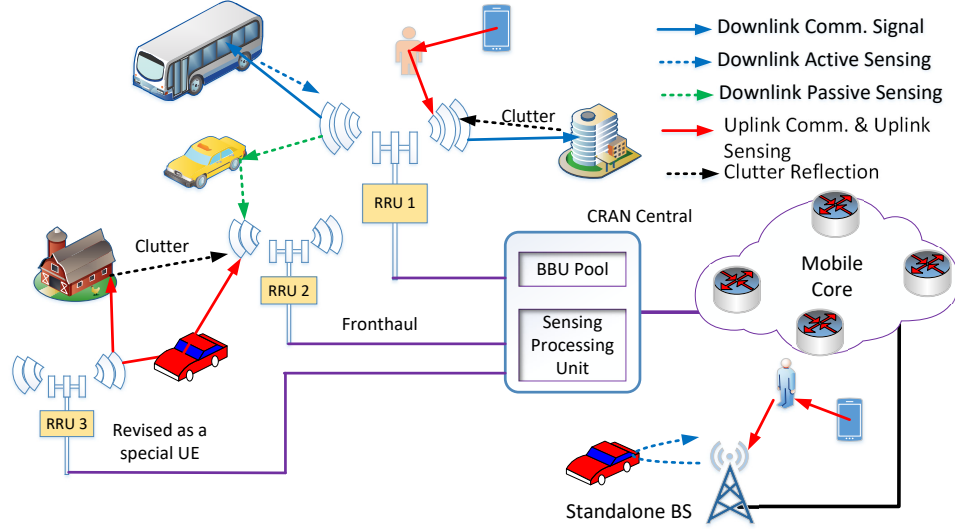 Downlink Comm. Signal
Downlink Active Sensing
Downlink Passive Sensing
Uplink Comm. & Uplink
Sensing
Clutter Reflection
Clutter
RRU 1
CRAN Central
BBU Pool
Mobile
Core
Clutter
RRU 2
Fronthaul
Sensing
Processing
Unit
RRU 3
Revised as a
special UE
Standalone BS